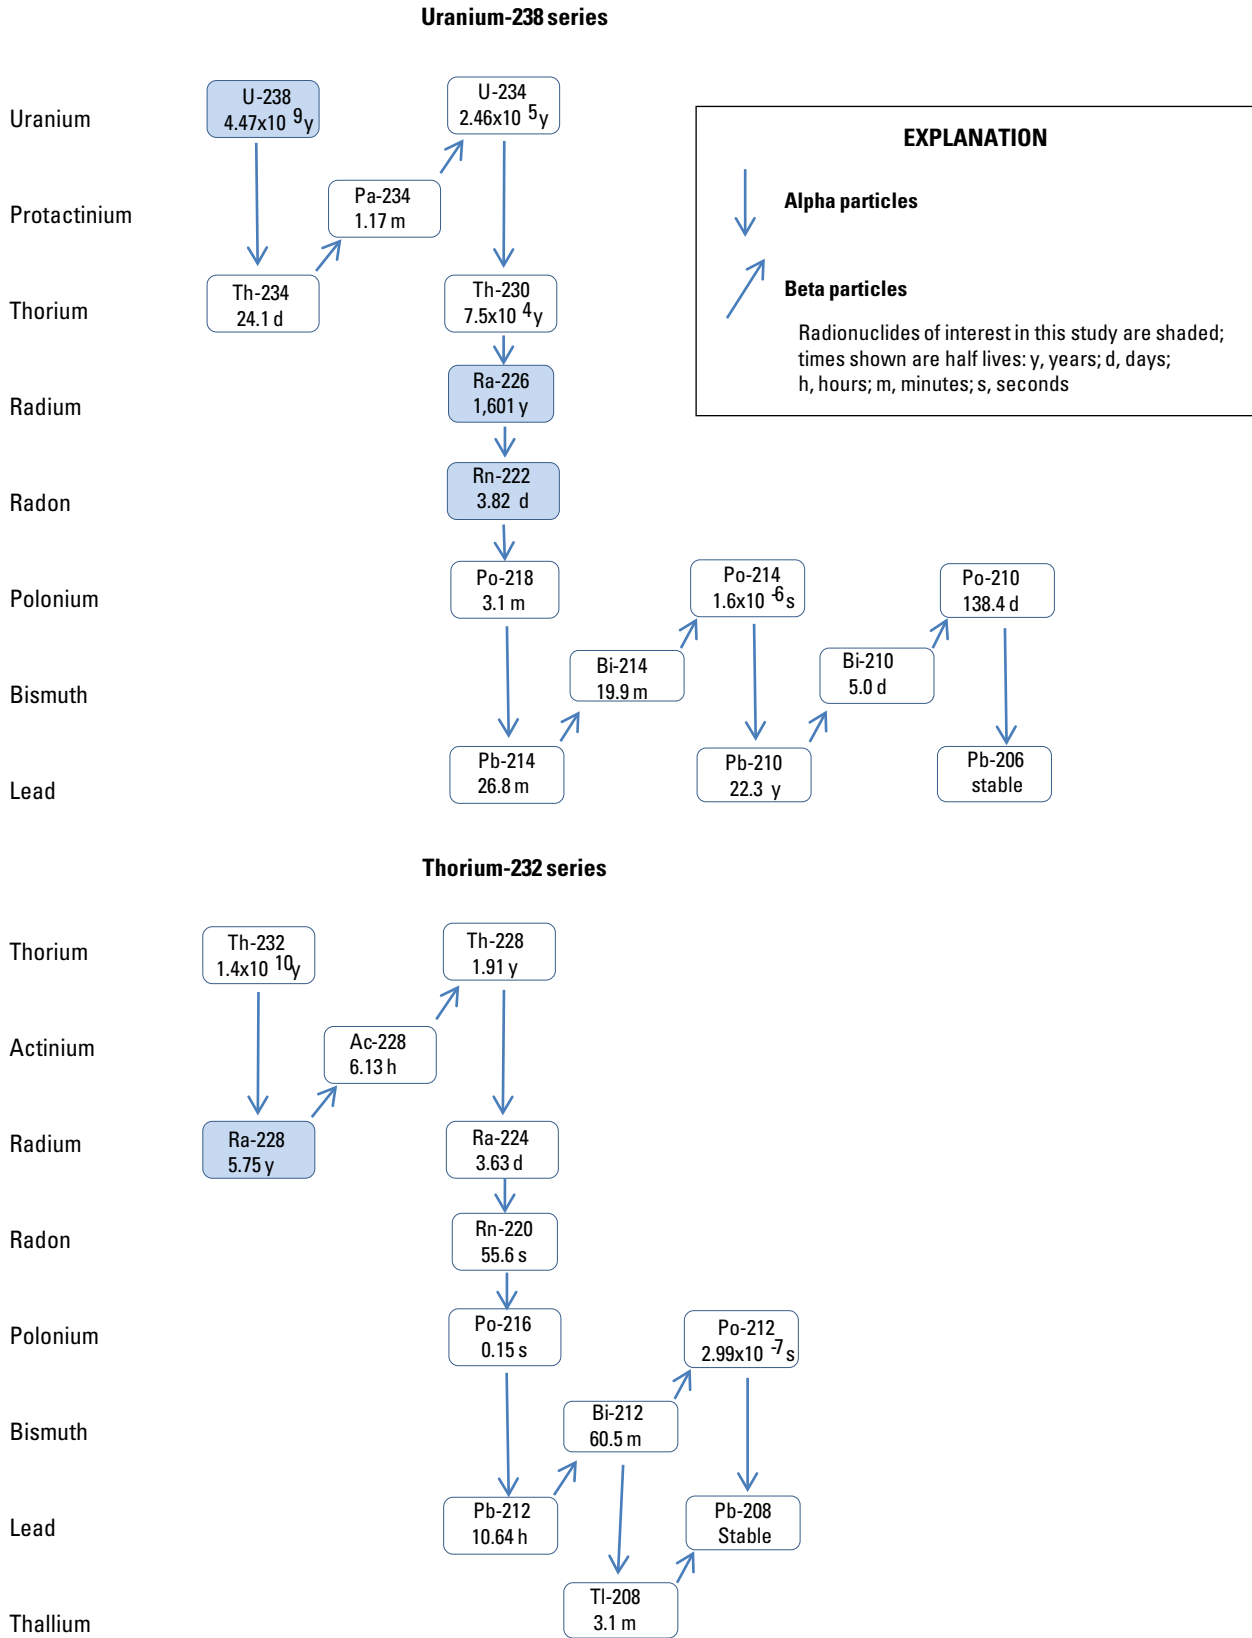 Uranium-238 series
Uranium
U-238
4.47x10 9y
U-234
2.46x10 5y
EXPLANATION
Alpha particles
Beta particles
Radionuclides of interest in this study are shaded;
times shown are half lives: y, years; d, days;
h, hours; m, minutes; s, seconds
Protactinium
Pa-234
1.17 m
Thorium
Th-234
24.1 d
Th-230
7.5x10 4y
Radium
Ra-226
1,601 y
Radon
Rn-222
3.82 d
Polonium
Po-218
3.1 m
Po-214
1.6x10 -6s
Po-210
138.4 d
Bismuth
Bi-214
19.9 m
Bi-210
5.0 d
Lead
Pb-214
26.8 m
Pb-210
22.3 y
Pb-206
stable
Thorium-232 series
Thorium
Th-232
1.4x10 10y
Th-228
1.91 y
Actinium
Ac-228
6.13 h
Radium
Ra-228
5.75 y
Ra-224
3.63 d
Radon
Rn-220
55.6 s
Polonium
Po-216
0.15 s
Po-212
2.99x10 -7s
Bismuth
Bi-212
60.5 m
Lead
Pb-212
10.64 h
Pb-208
Stable
Thallium
Tl-208
3.1 m